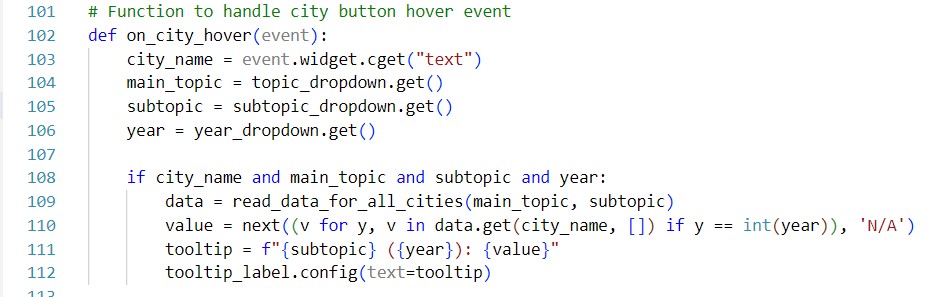 101 # Function to handle city button hover event
102 def on_city_hover(event):
103     city_name = event.widget.cget("text")
104     main_topic = topic_dropdown.get()
105     subtopic = subtopic_dropdown.get()
106     year = year_dropdown.get()
107
108     if city_name and main_topic and subtopic and year:
109         data = read_data_for_all_cities(main_topic, subtopic)
110         value = next((v for y, v in data.get(city_name, []) if y == int(year)), 'N/A')
111         tooltip = f"{subtopic} ({year}): {value}"
112         tooltip_label.config(text=tooltip)
113